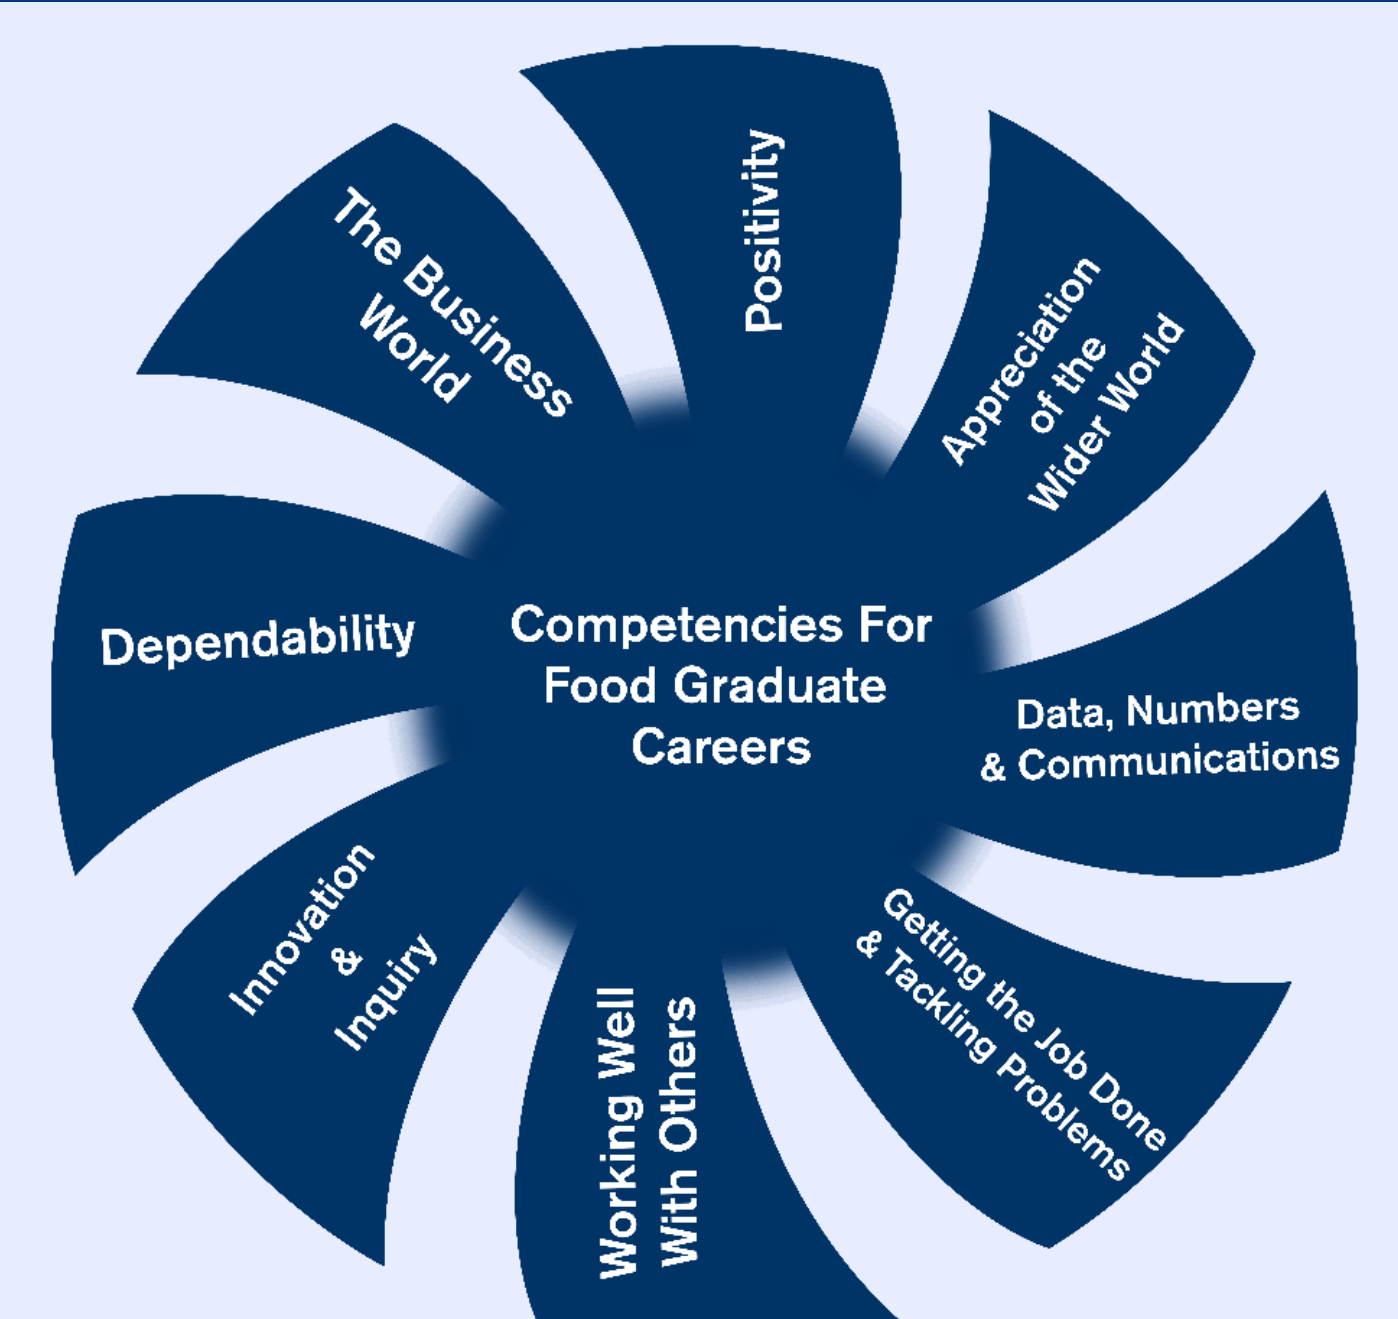 Positivity
Appreciation
of the
Wider World
Data, Numbers
& Communications
Getting the Job Done
& Tackling Problems
Working Well
With Others
Innovation
&
Inquiry
Dependability
The Business
World
Competencies For
Food Graduate
Careers